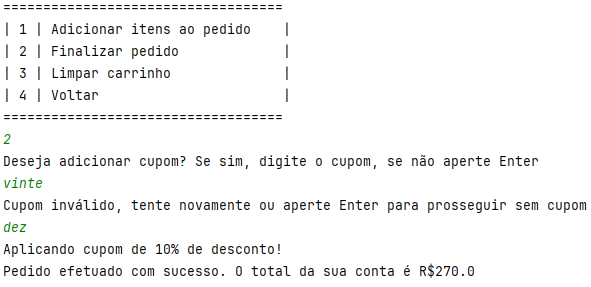 ===================================
| 1 | Adicionar itens ao pedido    |
| 2 | Finalizar pedido             |
| 3 | Limpar carrinho              |
| 4 | Voltar                       |
===================================
2
Deseja adicionar cupom? Se sim, digite o cupom, se não aperte Enter
vinte
Cupom inválido, tente novamente ou aperte Enter para prosseguir sem cupom
dez
Aplicando cupom de 10% de desconto!
Pedido efetuado com sucesso. O total da sua conta é R$270.0